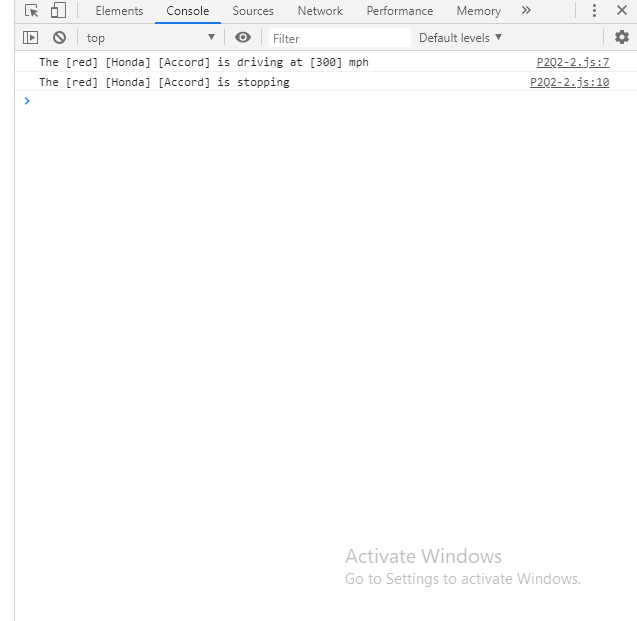 Elements Console Sources Network Performance Memory »
top ▼ Filter Default levels ▼
The [red] [Honda] [Accord] is driving at [300] mph P2Q2-2.js:7
The [red] [Honda] [Accord] is stopping P2Q2-2.js:10
>
Activate Windows
Go to Settings to activate Windows.